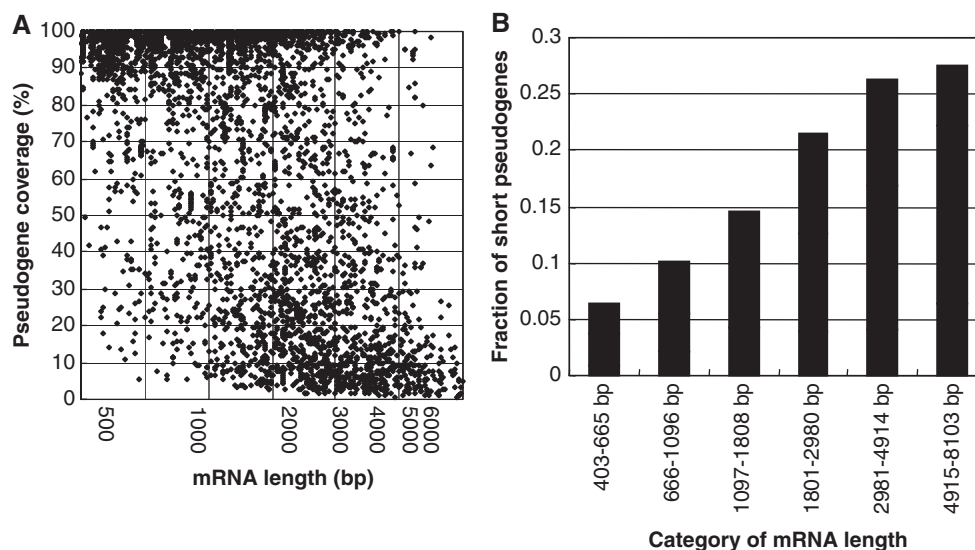 A
Pseudogene coverage (%)
100
90
80
70
60
50
40
30
20
10
0
500
1000
2000
3000
4000
5000
6000
mRNA length (bp)
B
Fraction of short pseudogenes
0.3
0.25
0.2
0.15
0.1
0.05
0
403-665 bp
666-1096 bp
1097-1808 bp
1801-2980 bp
2981-4914 bp
4915-8103 bp
Category of mRNA length